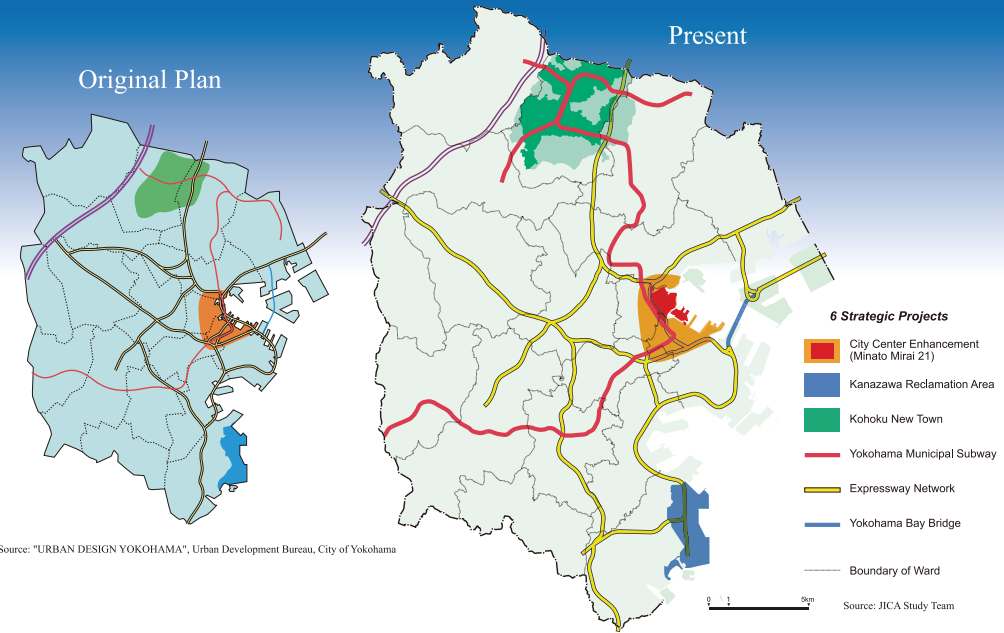 Original Plan
Present
6 Strategic Projects
City Center Enhancement
(Minato Mirai 21)
Kanazawa Reclamation Area
Kohoku New Town
Yokohama Municipal Subway
Expressway Network
Yokohama Bay Bridge
Boundary of Ward
Source: "URBAN DESIGN YOKOHAMA", Urban Development Bureau, City of Yokohama
0 1 5km
Source: JICA Study Team